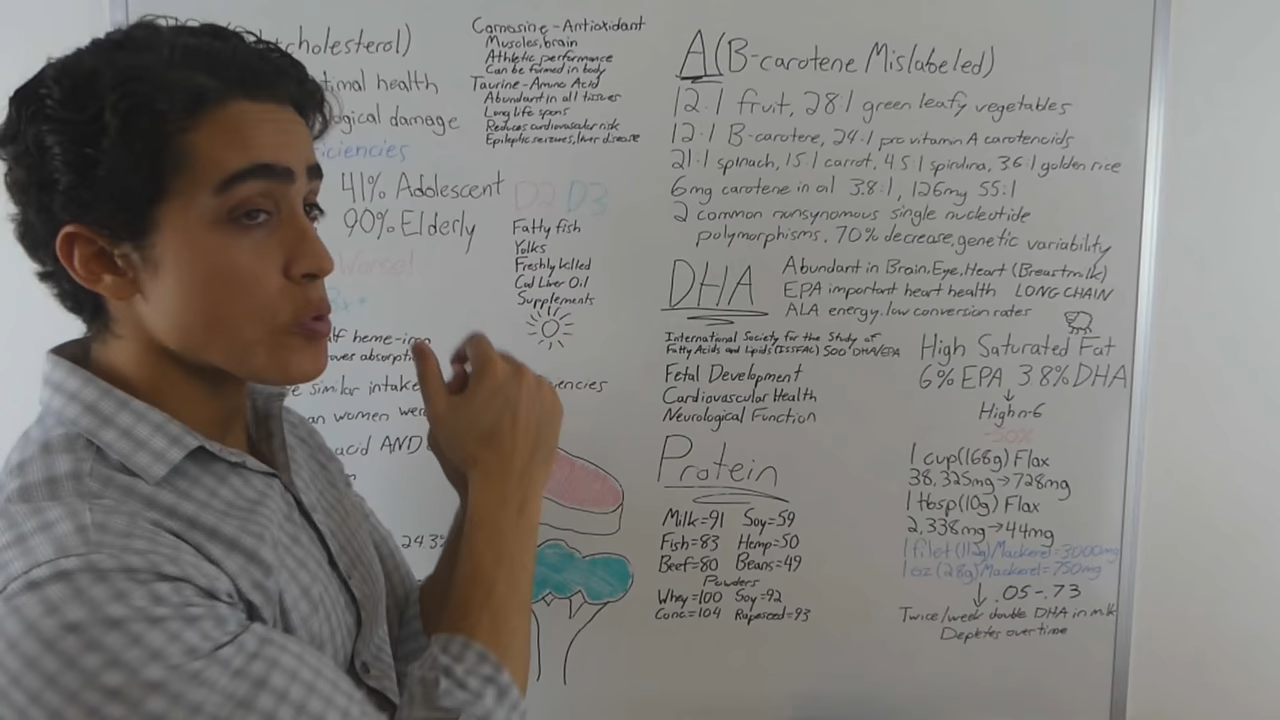 cholesterol)
timal health
ogical damage
iciencies
41% Adolescent
90% Elderly
Worse!
heme-iron
absorpt
e similar intake
encies
an women wer
acid AND
24.3%
Carnosine - Antioxidant
Muscles, brain
Athletic performance
Can be formed in body
Taurine - Amino Acid
Abundant in all tissues
Long life spans
Reduces cardiovascular risk
Epileptic seizures, liver disease
D2 D3
Fatty fish
Yolks
Freshly killed
Cod Liver Oil
Supplements
A (B-carotene Mislabeled)
12:1 fruit, 28:1 green leafy vegetables
12:1 B-carotene, 24:1 pro vitamin A carotenoids
21:1 spinach, 15:1 carrot, 4.5:1 spirulina, 3.6:1 golden rice
6mg carotene in oil 3.8:1, 126mg 55:1
2 common nonsynomous single nucleotide
polymorphisms. 70% decrease, genetic variability
DHA
Abundant in Brain, Eye, Heart (Breastmilk)
EPA important heart health LONG CHAIN
ALA energy, low conversion rates
International Society for the Study of
Fatty Acids and Lipids (ISSFAL) 500 DHA/EPA
Fetal Development
Cardiovascular Health
Neurological Function
High Saturated Fat
6% EPA, 3.8% DHA
High n-6
-50%
1 cup (168g) Flax
38,325mg→728mg
1 tbsp (10g) Flax
2,338mg→44mg
1 filet (112g) Mackerel = 3000mg
1 oz (28g) Mackerel = 750mg
.05-.73
Twice/week double DHA in milk
Depletes over time
Protein
Milk=91 Soy=59
Fish=83 Hemp=50
Beef=80 Beans=49
Powders
Whey=100 Soy=92
Conc=104 Rapeseed=93